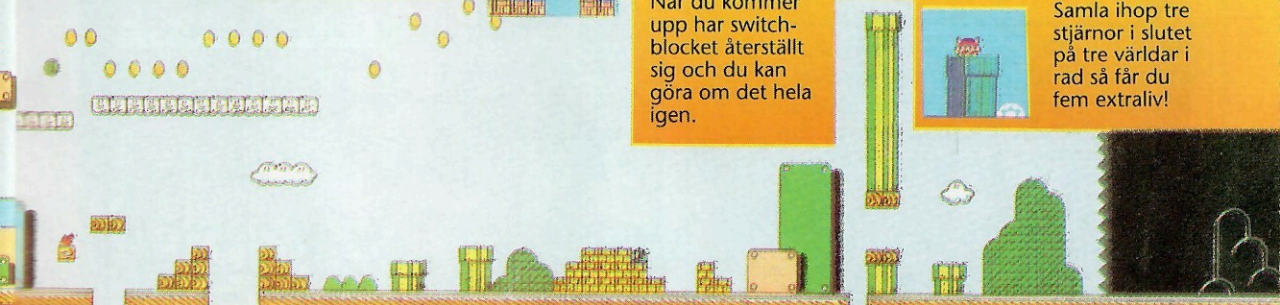 När du kommer
upp har switch-
blocket återställt
sig och du kan
göra om det hela
igen.
Samla ihop tre
stjärnor i slutet
på tre världar i
rad så får du
fem extraliv!